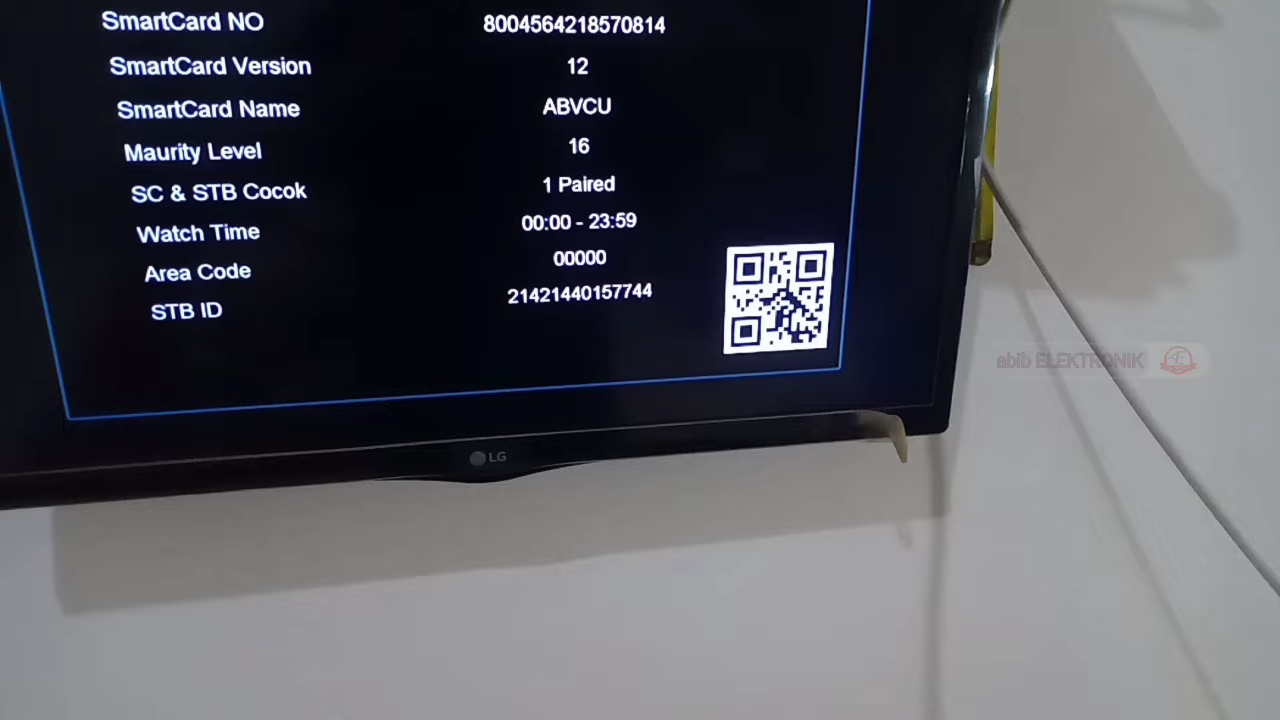 SmartCard NO 8004564218570814
SmartCard Version 12
SmartCard Name ABVCU
Maurity Level 16
SC & STB Cocok 1 Paired
Watch Time 00:00 - 23:59
Area Code 00000
STB ID 21421440157744
LG
abib ELEKTRONIK